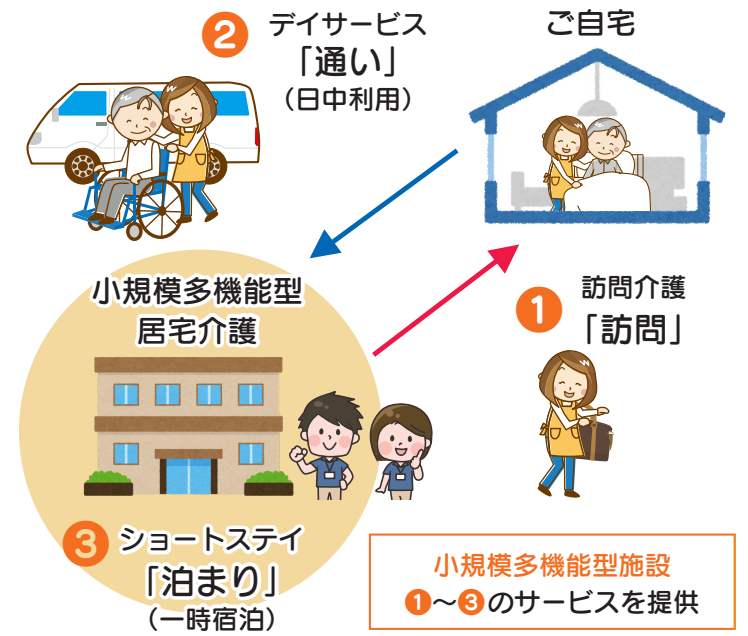 ❷
デイサービス
「通い」
（日中利用）
ご自宅
小規模多機能型
居宅介護
❶
訪問介護
「訪問」
❸
ショートステイ
「泊まり」
（一時宿泊）
小規模多機能型施設
❶～❸のサービスを提供